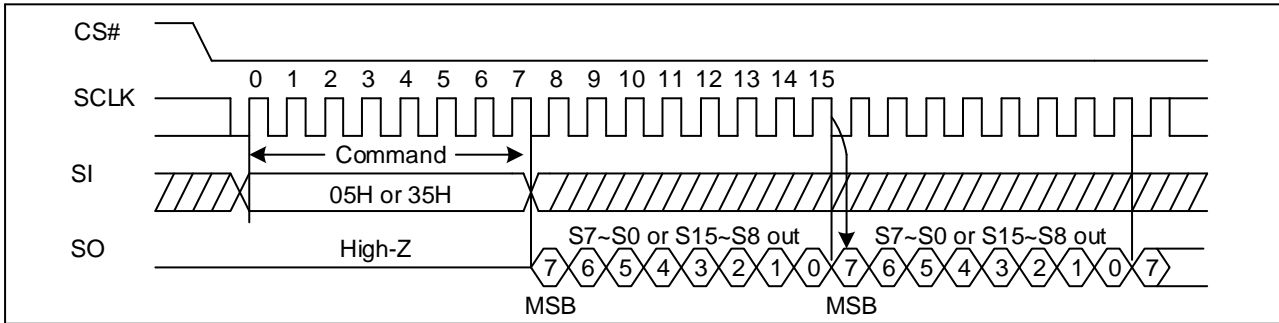 CS#
0 1 2 3 4 5 6 7 8 9 10 11 12 13 14 15
SCLK
Command
SI
05H or 35H
S7~S0 or S15~S8 out S7~S0 or S15~S8 out
SO High-Z
7 6 5 4 3 2 1 0 7 6 5 4 3 2 1 0 7
MSB MSB